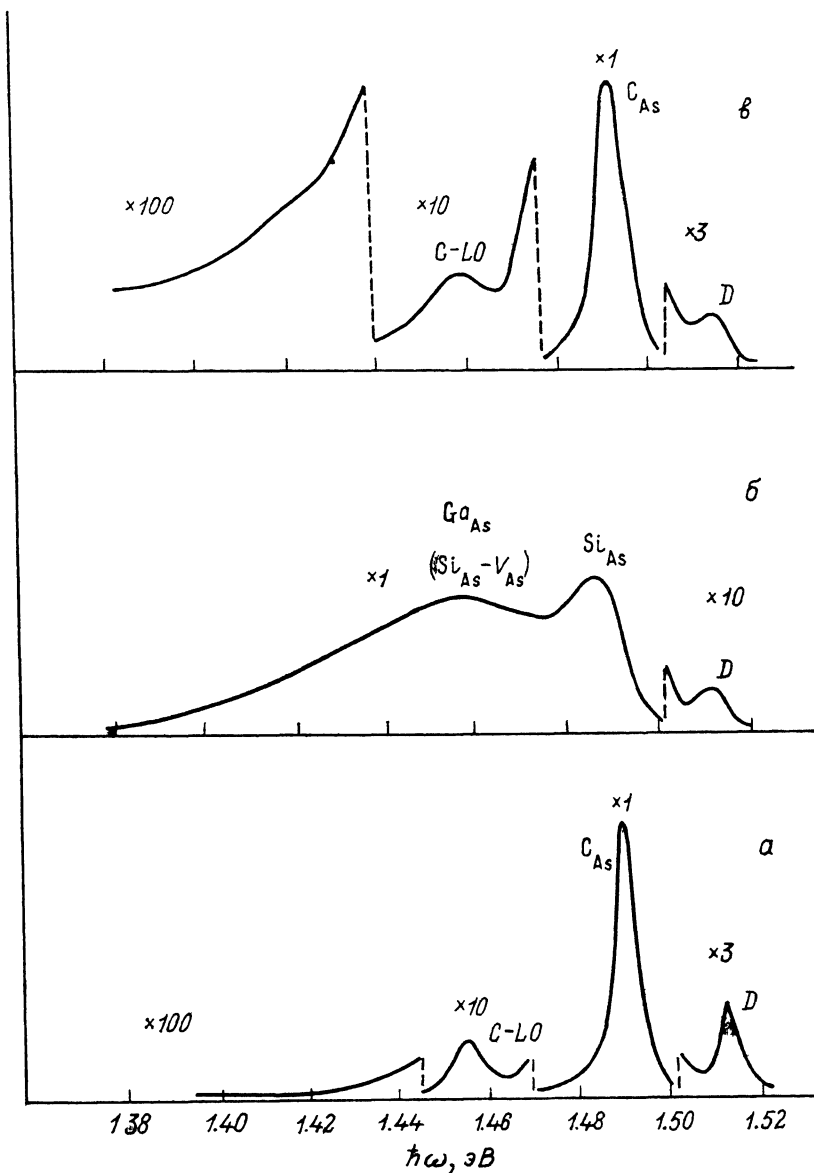 ×1
C_As
в
×100
×10
×3
C-LO
D
б
Ga_As
Si_As
×1
(Si_As-V_As)
×10
D
×1
C_As
а
×3
×100
×10
C-LO
D
1 38 1.40 1.42 1.44 1.46 1.48 1.50 1.52
ħω, эВ